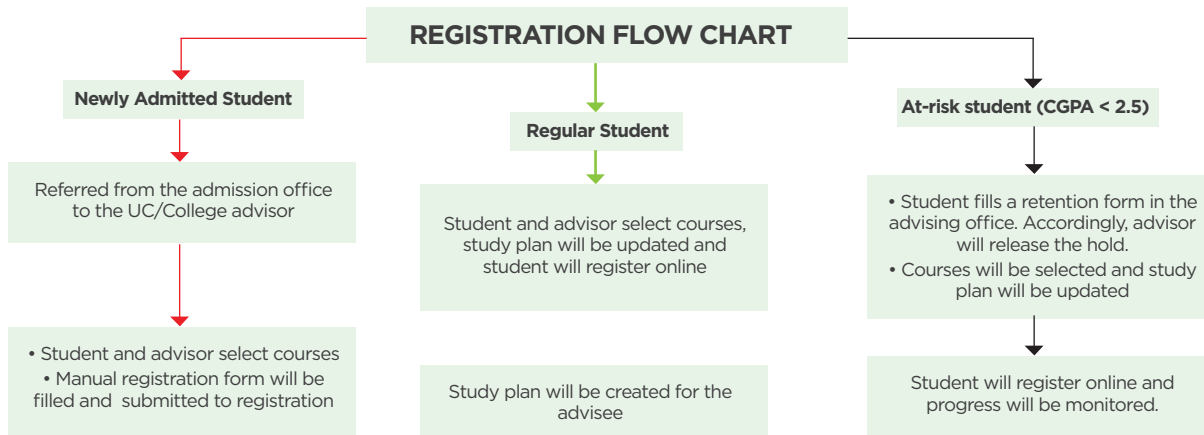 REGISTRATION FLOW CHART
Newly Admitted Student
Referred from the admission office
to the UC/College advisor
• Student and advisor select courses
• Manual registration form will be
filled and submitted to registration
Regular Student
Student and advisor select courses,
study plan will be updated and
student will register online
Study plan will be created for the
advisee
At-risk student (CGPA < 2.5)
• Student fills a retention form in the
advising office. Accordingly, advisor
will release the hold.
• Courses will be selected and study
plan will be updated
Student will register online and
progress will be monitored.